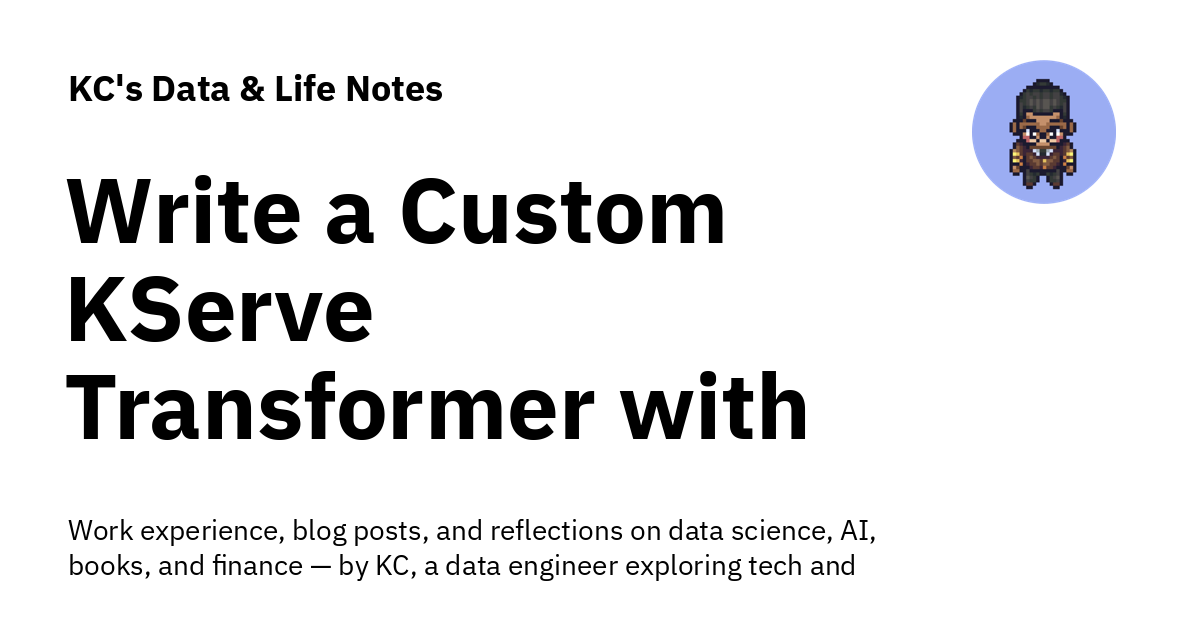 KC's Data & Life Notes
Write a Custom
KServe
Transformer with
Work experience, blog posts, and reflections on data science, AI,
books, and finance — by KC, a data engineer exploring tech and